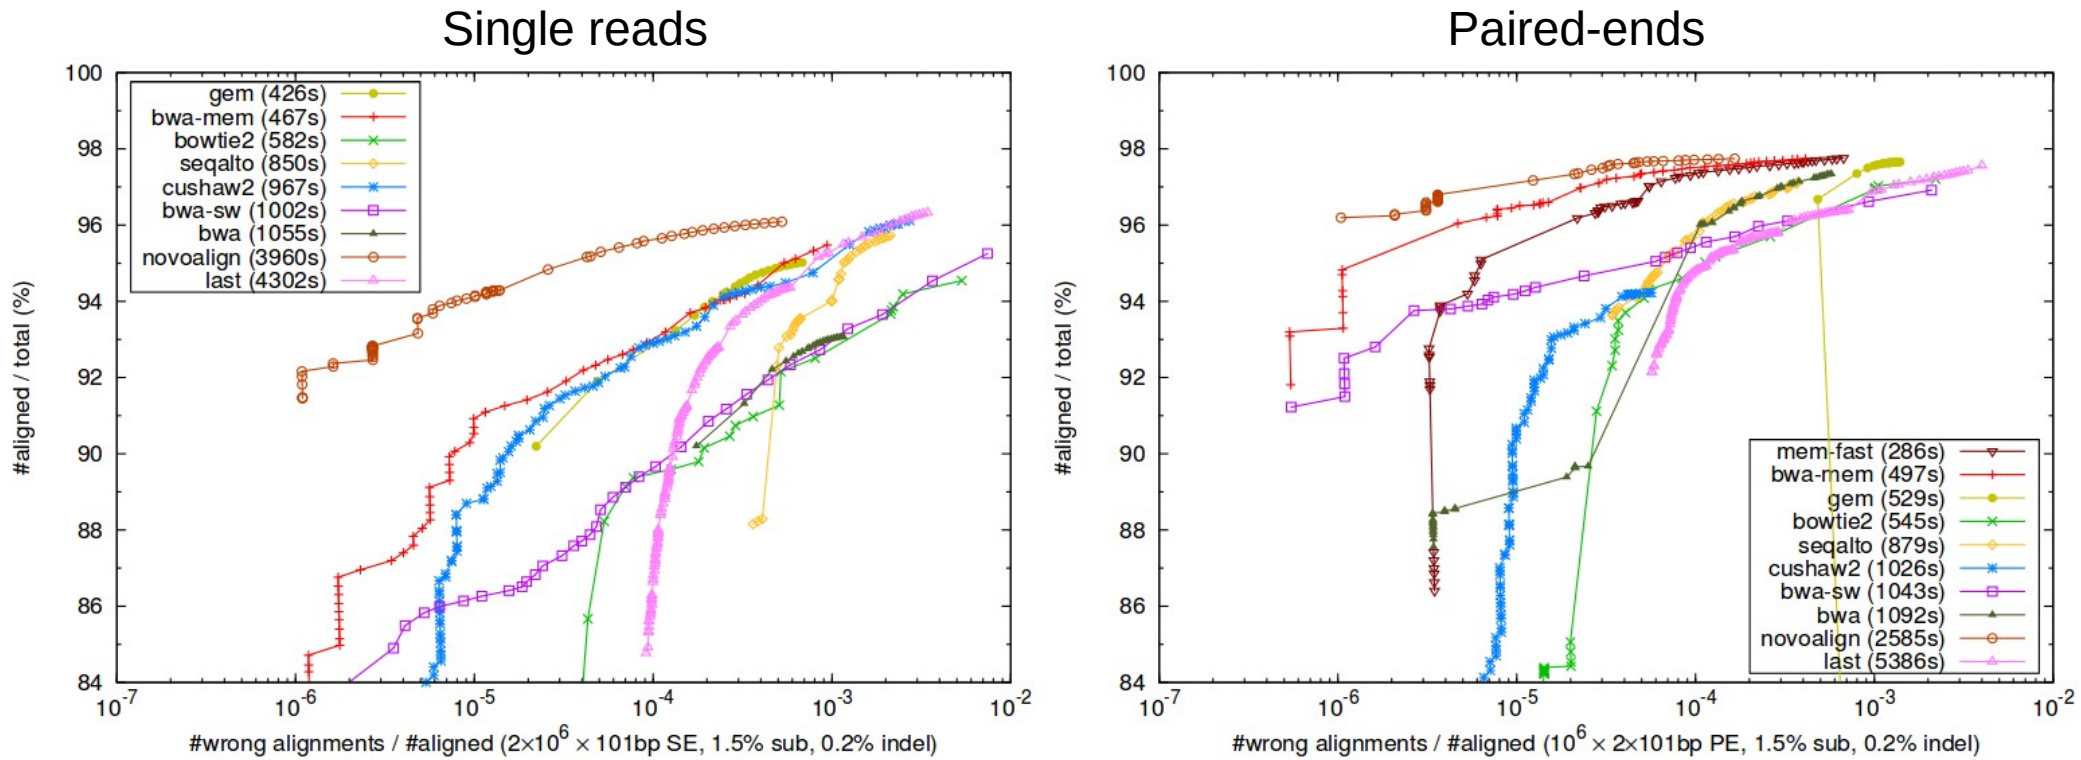 Single reads
100
98
96
94
92
90
88
86
84
#aligned / total (%)
gem (426s)
bwa-mem (467s)
bowtie2 (582s)
seqalto (850s)
cushaw2 (967s)
bwa-sw (1002s)
bwa (1055s)
novoalign (3960s)
last (4302s)
10-7 10-6 10-5 10-4 10-3 10-2
#wrong alignments / #aligned (2×106 × 101bp SE, 1.5% sub, 0.2% indel)
Paired-ends
100
98
96
94
92
90
88
86
84
#aligned / total (%)
mem-fast (286s)
bwa-mem (497s)
gem (529s)
bowtie2 (545s)
seqalto (879s)
cushaw2 (1026s)
bwa-sw (1043s)
bwa (1092s)
novoalign (2585s)
last (5386s)
10-7 10-6 10-5 10-4 10-3 10-2
#wrong alignments / #aligned (106 × 2×101bp PE, 1.5% sub, 0.2% indel)